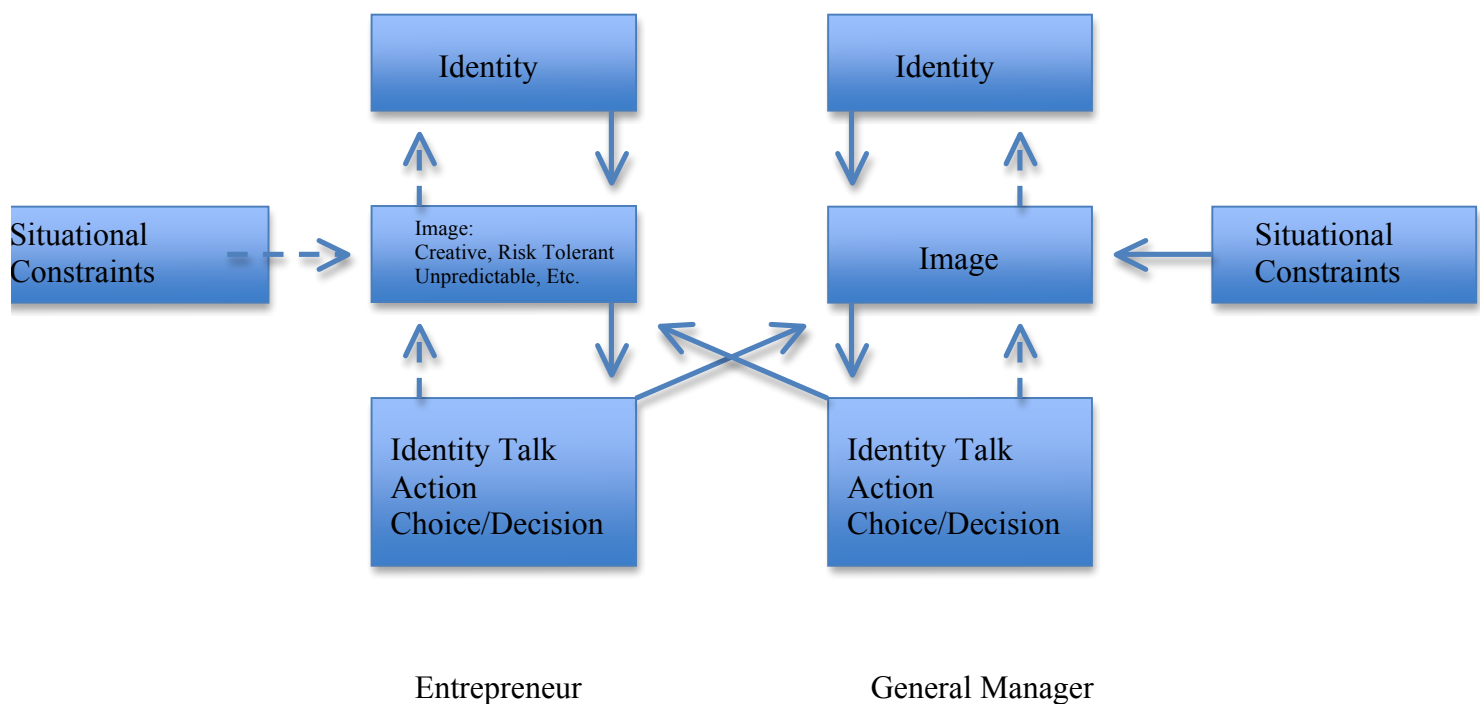 Identity
Identity
Situational
Constraints
Image:
Creative, Risk Tolerant
Unpredictable, Etc.
Image
Situational
Constraints
Identity Talk
Action
Choice/Decision
Identity Talk
Action
Choice/Decision
Entrepreneur
General Manager